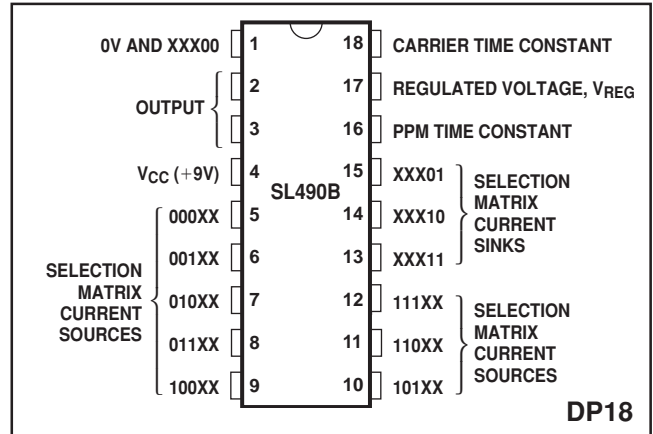 0V AND XXX00 1 18 CARRIER TIME CONSTANT
2 17 REGULATED VOLTAGE, VREG
OUTPUT
3 16 PPM TIME CONSTANT
VCC (+9V) 4 15 XXX01
SL490B
000XX 5 14 XXX10
SELECTION
MATRIX
CURRENT
SINKS
001XX 6 13 XXX11
SELECTION
MATRIX
CURRENT
SOURCES
010XX 7 12 111XX
011XX 8 11 110XX
100XX 9 10 101XX
SELECTION
MATRIX
CURRENT
SOURCES
DP18